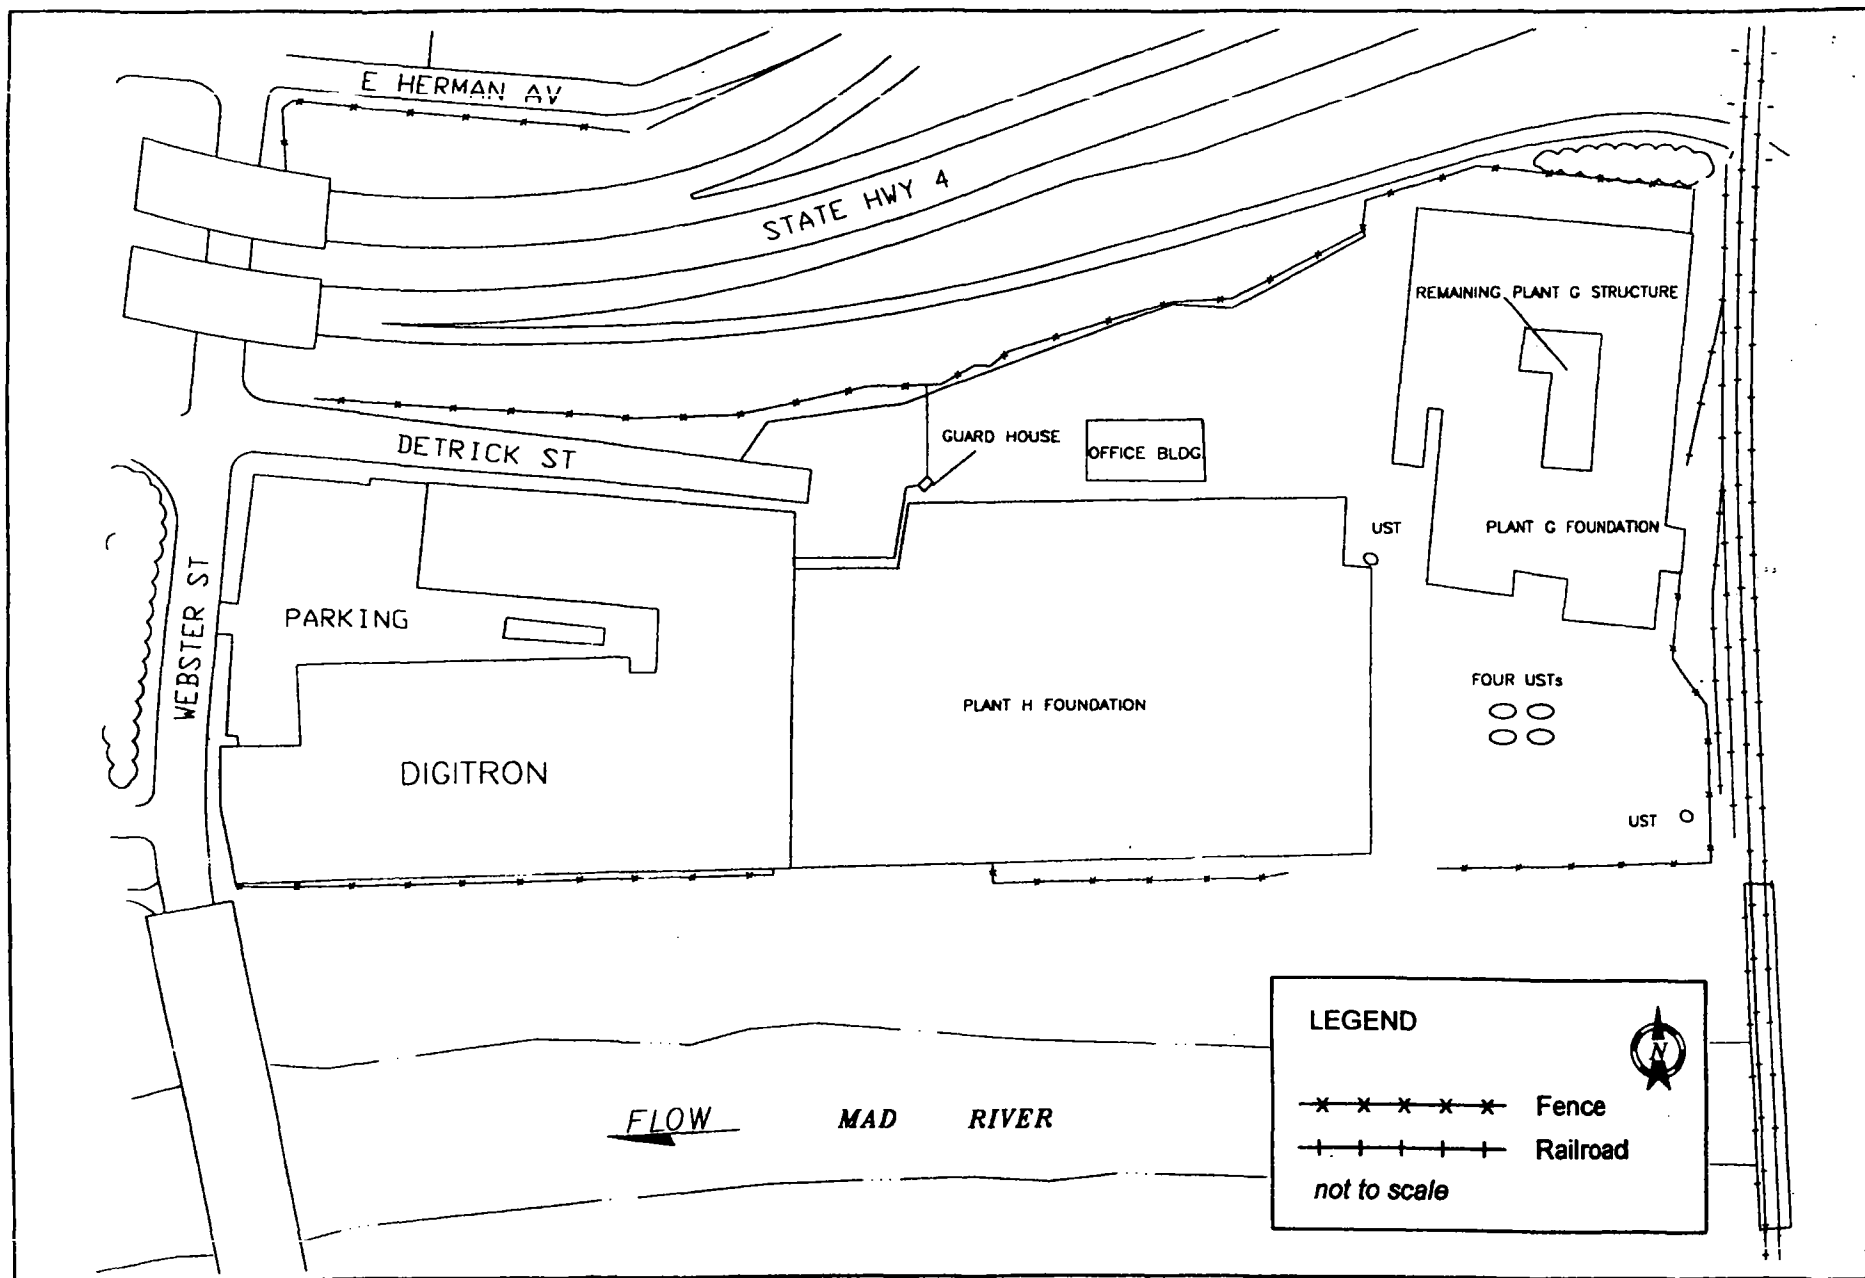 E HERMAN AV
STATE HWY 4
REMAINING PLANT G STRUCTURE
DETRICK ST
GUARD HOUSE
OFFICE BLDG
UST
PLANT G FOUNDATION
WEBSTER ST
PARKING
FOUR USTs
PLANT H FOUNDATION
DIGITRON
UST
LEGEND
N
Fence
Railroad
not to scale
FLOW
MAD RIVER